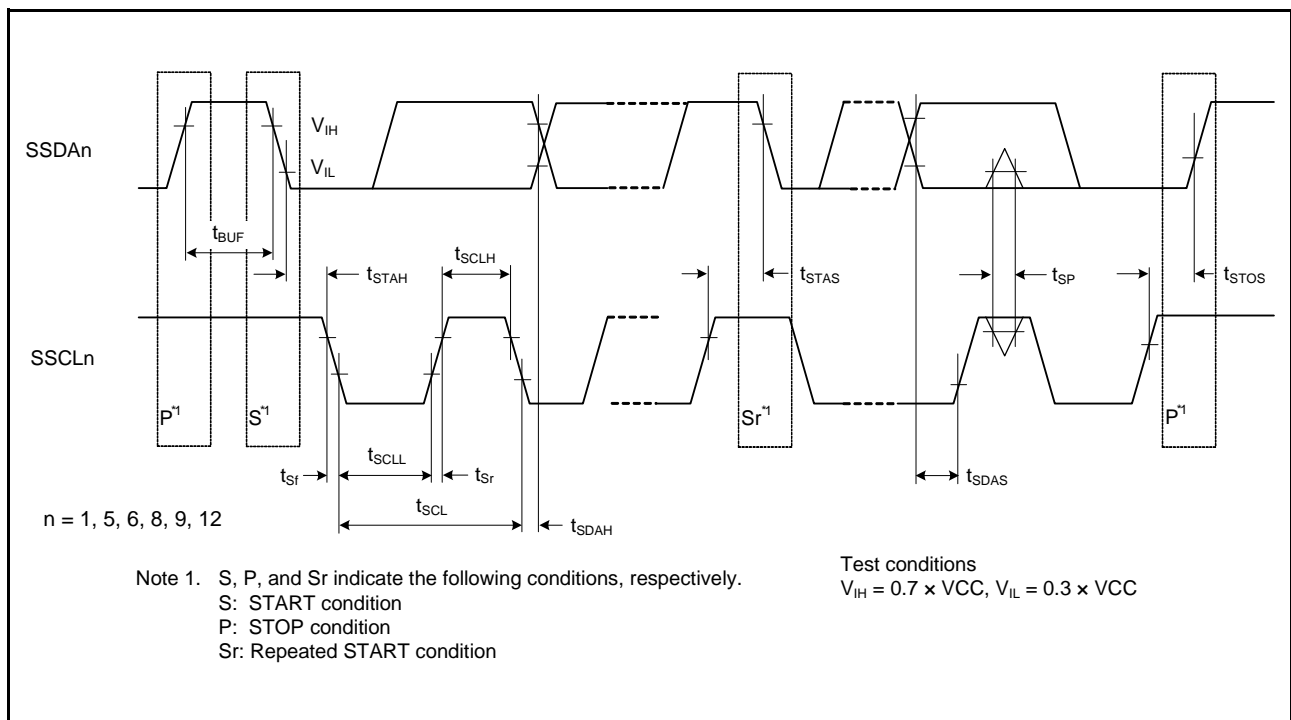 SSDAn
VIH
VIL
tBUF
tSTAH
tSCLH
tSTAS
tSP
tSTOS
SSCLn
P*1
S*1
Sr*1
P*1
tSf
tSCLL
tSr
tSCL
tSDAH
tSDAS
n = 1, 5, 6, 8, 9, 12
Note 1. S, P, and Sr indicate the following conditions, respectively.
S: START condition
P: STOP condition
Sr: Repeated START condition
Test conditions
VIH = 0.7 × VCC, VIL = 0.3 × VCC